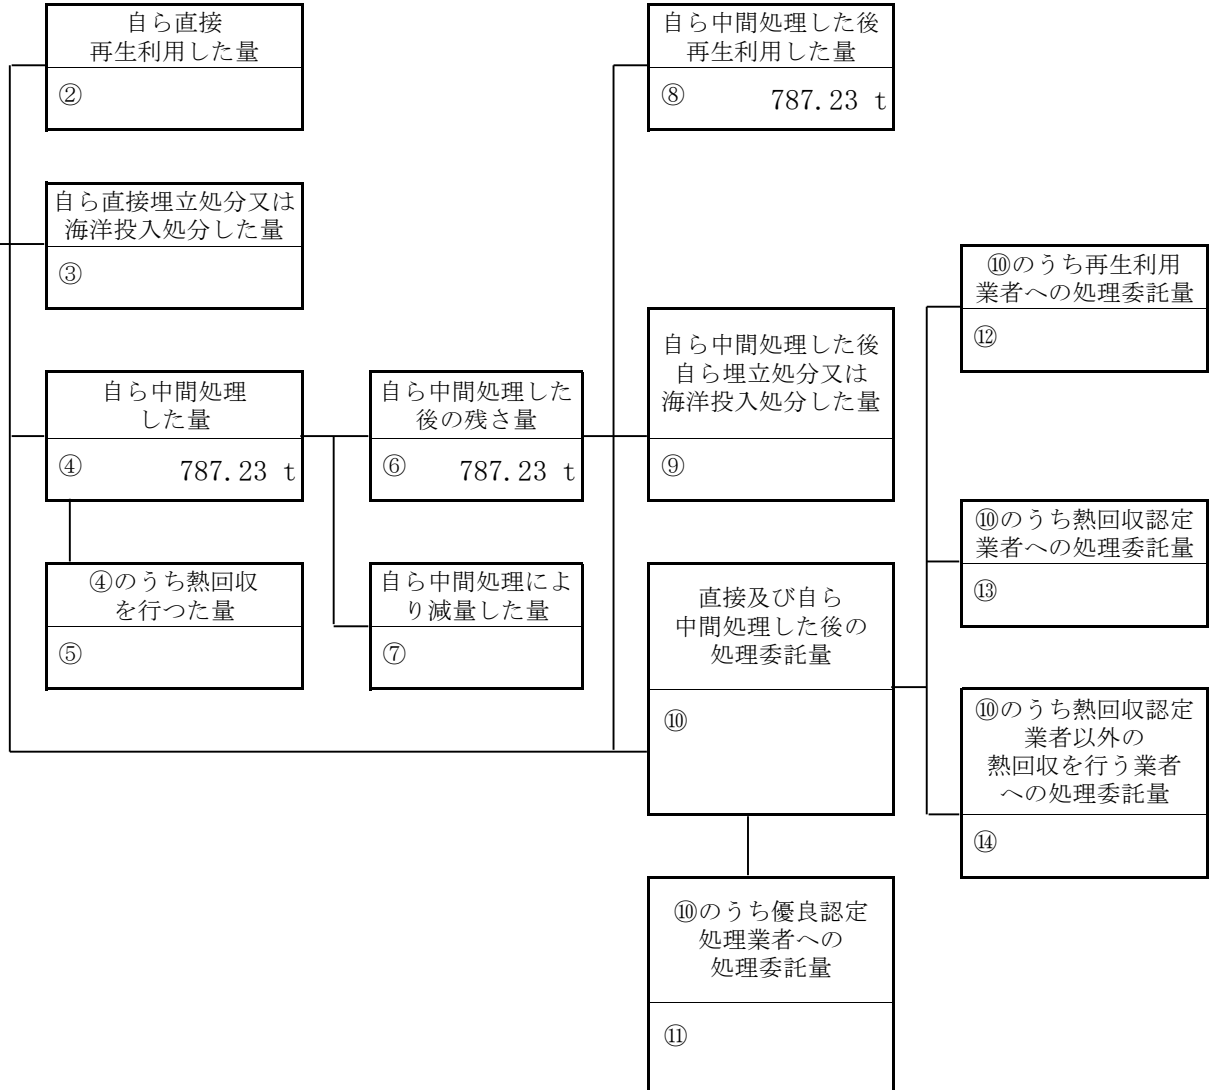 自ら直接
再生利用した量
②
自ら中間処理した後
再生利用した量
⑧ 787.23 t
自ら直接埋立処分又は
海洋投入処分した量
③
⑩のうち再生利用
業者への処理委託量
⑫
自ら中間処理した後
自ら埋立処分又は
海洋投入処分した量
⑨
自ら中間処理
した量
④ 787.23 t
自ら中間処理した
後の残さ量
⑥ 787.23 t
⑩のうち熱回収認定
業者への処理委託量
⑬
④のうち熱回収
を行つた量
⑤
自ら中間処理によ
り減量した量
⑦
直接及び自ら
中間処理した後の
処理委託量
⑩
⑩のうち熱回収認定
業者以外の
熱回収を行う業者
への処理委託量
⑭
⑩のうち優良認定
処理業者への
処理委託量
⑪